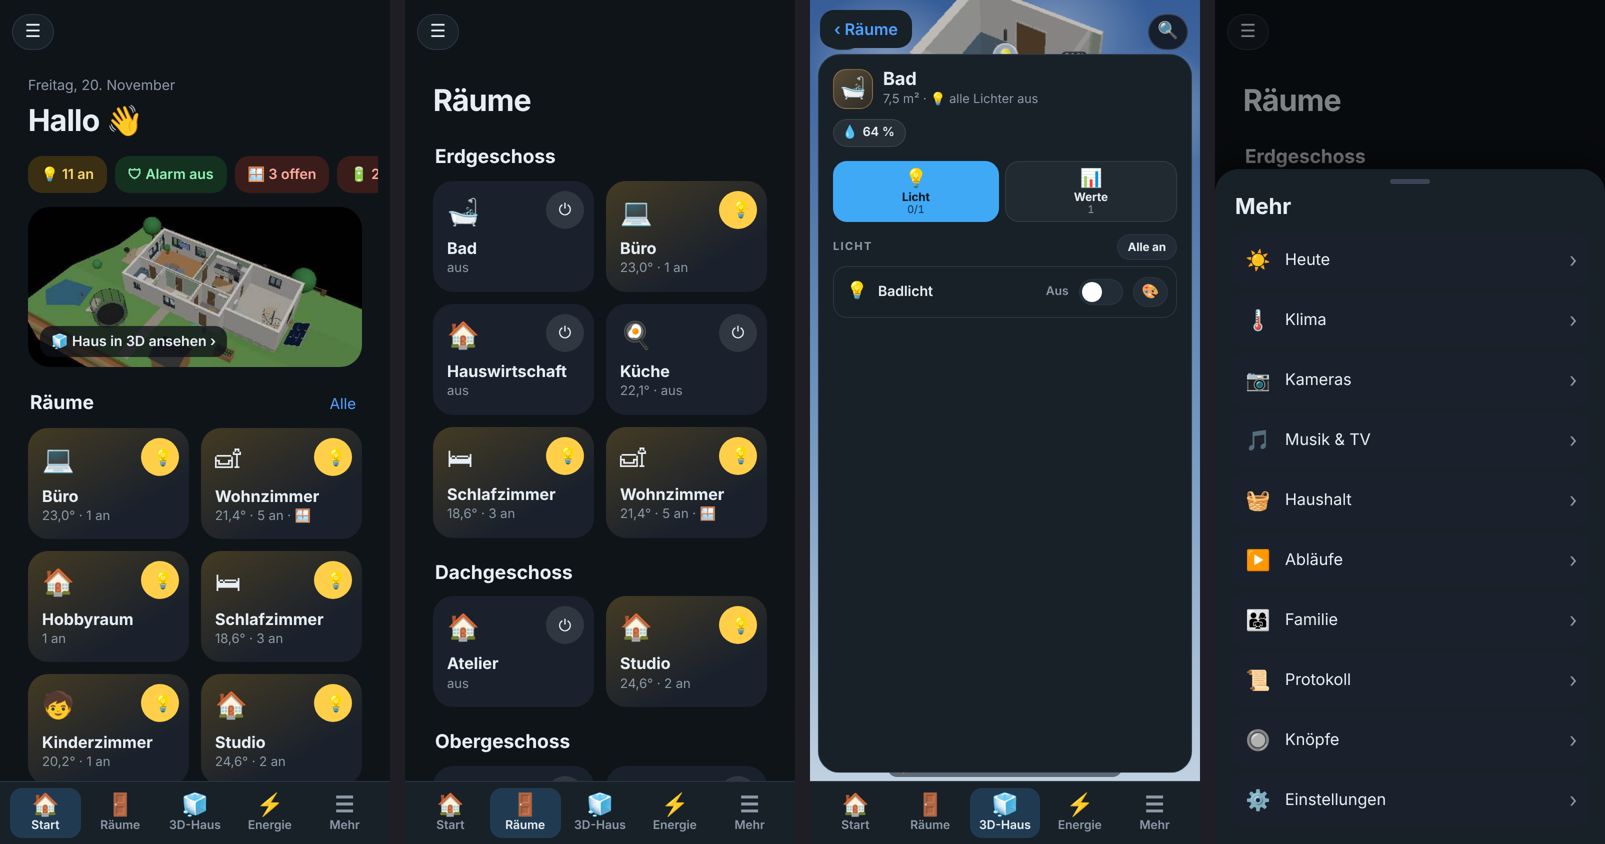 Freitag, 20. November
Hallo
11 an
Alarm aus
3 offen
2
Haus in 3D ansehen ›
Räume
Alle
Büro
23,0° · 1 an
Wohnzimmer
21,4° · 5 an ·
Hobbyraum
1 an
Schlafzimmer
18,6° · 3 an
Kinderzimmer
20,2° · 1 an
Studio
24,6° · 2 an
Start
Räume
3D-Haus
Energie
Mehr
Räume
Erdgeschoss
Bad
aus
Büro
23,0° · 1 an
Hauswirtschaft
aus
Küche
22,1° · aus
Schlafzimmer
18,6° · 3 an
Wohnzimmer
21,4° · 5 an ·
Dachgeschoss
Atelier
aus
Studio
24,6° · 2 an
Obergeschoss
Start
Räume
3D-Haus
Energie
Mehr
‹ Räume
Bad
7,5 m² · alle Lichter aus
64 %
Licht
0/1
Werte
1
LICHT
Alle an
Badlicht
Aus
Start
Räume
3D-Haus
Energie
Mehr
Räume
Erdgeschoss
Mehr
Heute
Klima
Kameras
Musik & TV
Haushalt
Abläufe
Familie
Protokoll
Knöpfe
Einstellungen